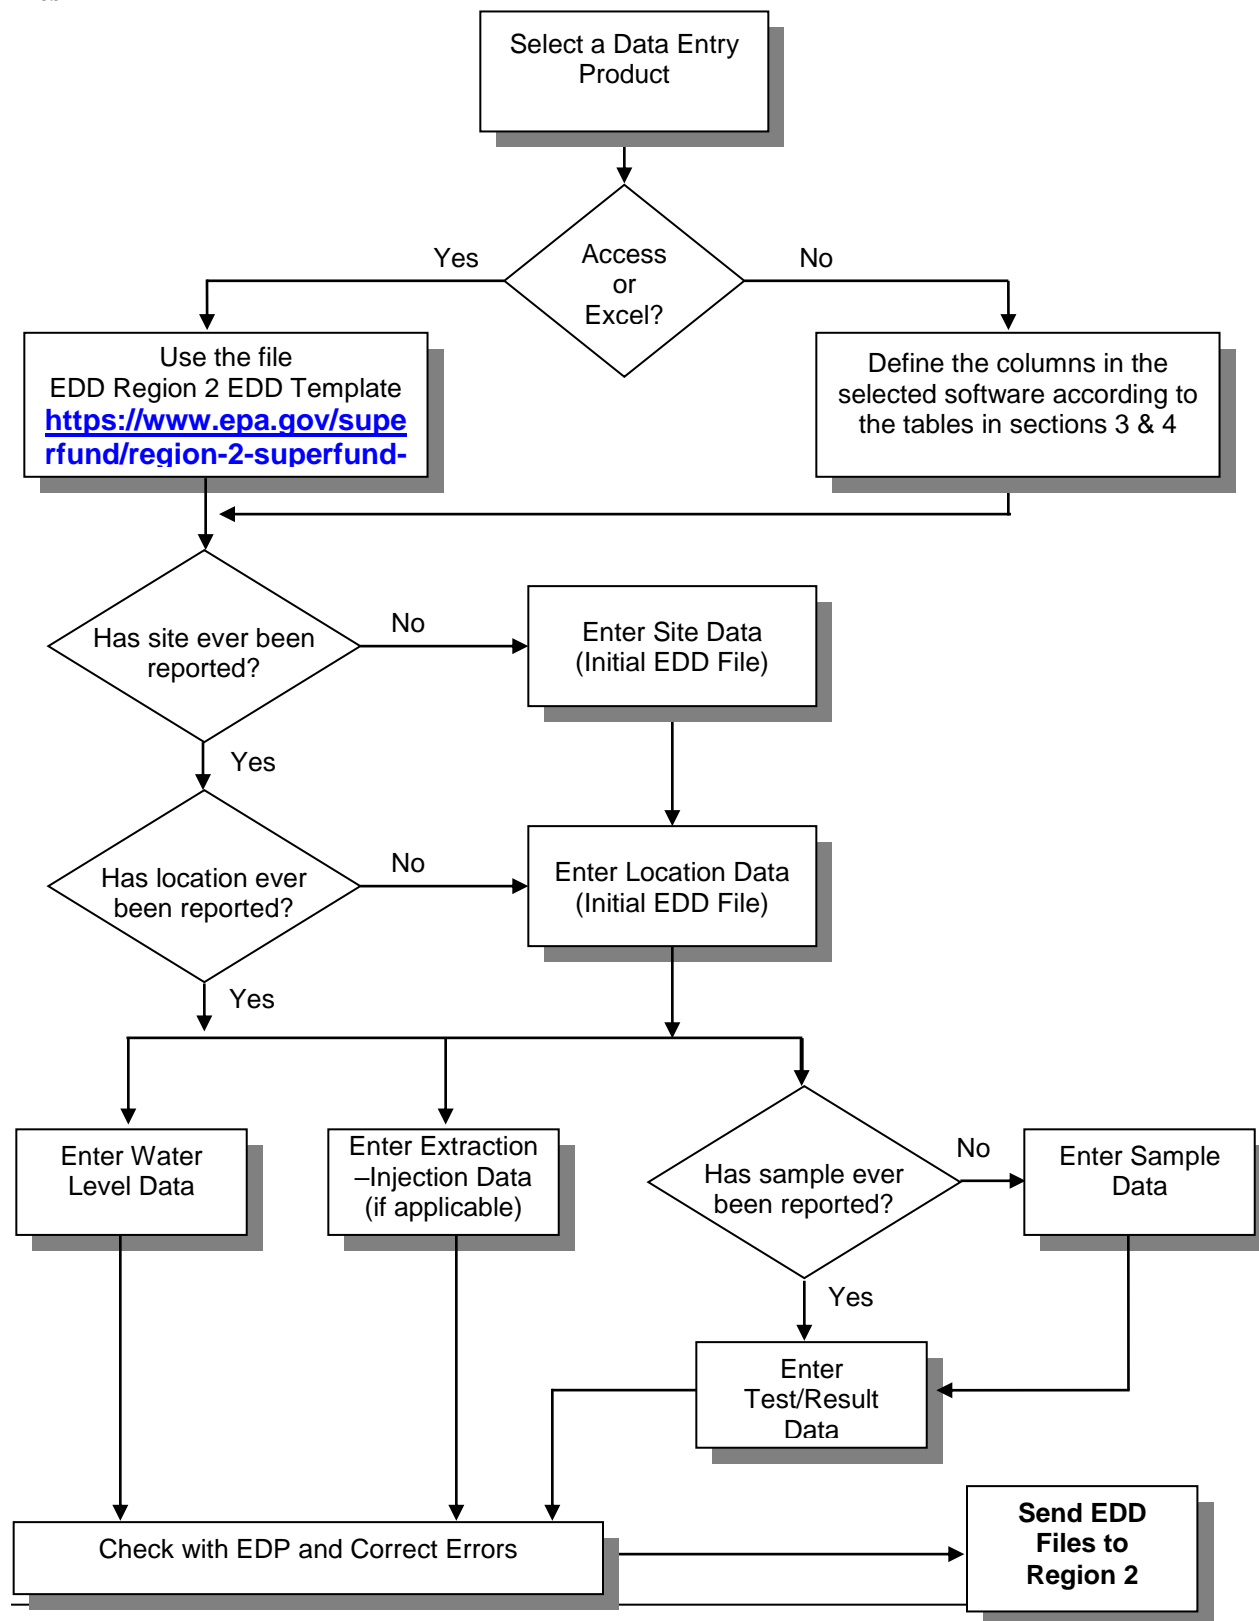 Select a Data Entry
Product
Access
or
Excel?
Yes
No
Use the file
EDD Region 2 EDD Template
https://www.epa.gov/supe
rfund/region-2-superfund-
Define the columns in the
selected software according to
the tables in sections 3 & 4
Has site ever been
reported?
No
Enter Site Data
(Initial EDD File)
Yes
Has location ever
been reported?
No
Enter Location Data
(Initial EDD File)
Yes
Enter Water
Level Data
Enter Extraction
–Injection Data
(if applicable)
Has sample ever
been reported?
No
Enter Sample
Data
Yes
Enter
Test/Result
Data
Check with EDP and Correct Errors
Send EDD
Files to
Region 2